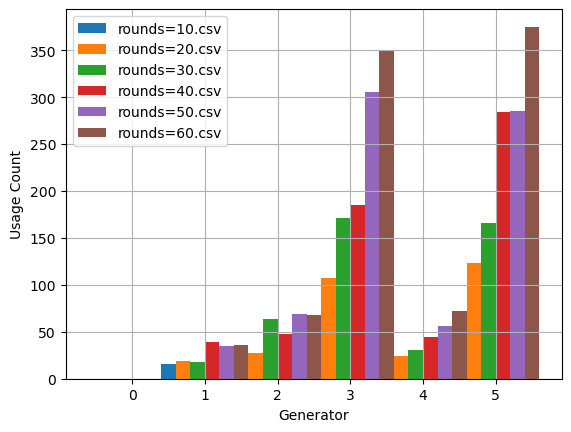 rounds=10.csv
rounds=20.csv
rounds=30.csv
rounds=40.csv
rounds=50.csv
rounds=60.csv
350
300
250
200
150
100
50
0
Usage Count
0 1 2 3 4 5
Generator